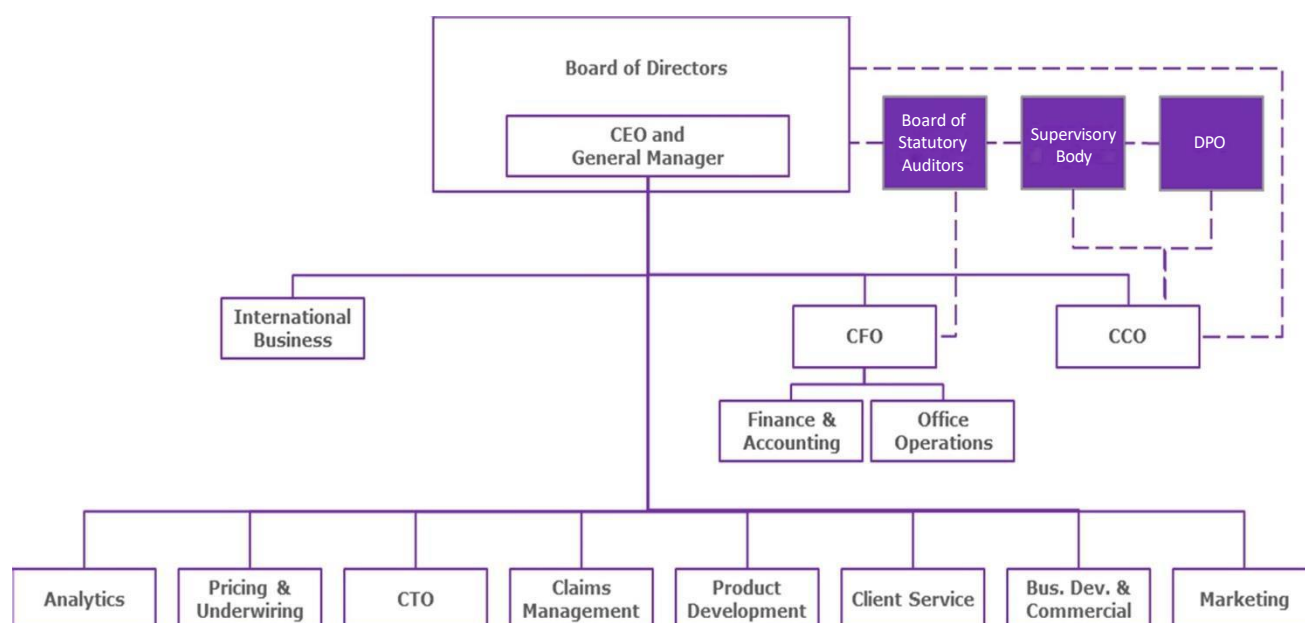 Board of Directors
CEO and
General Manager
Board of
Statutory
Auditors
Supervisory
Body
DPO
International
Business
CFO
CCO
Finance &
Accounting
Office
Operations
Analytics
Pricing &
Underwiring
CTO
Claims
Management
Product
Development
Client Service
Bus. Dev. &
Commercial
Marketing